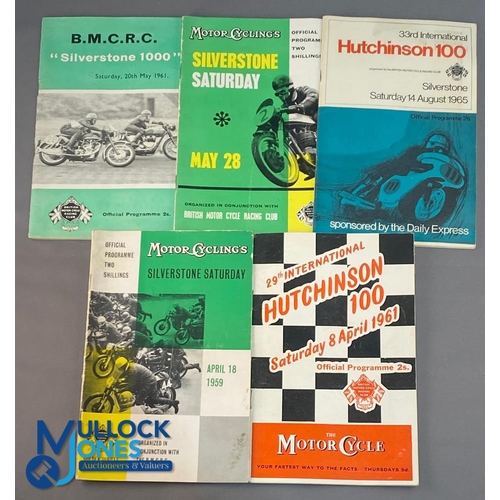 B.M.C.R.C.
"Silverstone 1000"
Saturday, 20th May 1961.
Official Programme 2s.
MOTOR CYCLING'S
OFFICIAL
PROGRAMME
TWO
SHILLINGS
SILVERSTONE
SATURDAY
MAY 28
ORGANIZED IN CONJUNCTION WITH
BRITISH MOTOR CYCLE RACING CLUB
33rd International
Hutchinson 100
Silverstone
Saturday 14 August 1965
Official Programme 2s.
sponsored by the Daily Express
OFFICIAL
PROGRAMME
TWO
SHILLINGS
MOTOR CYCLING'S
SILVERSTONE SATURDAY
APRIL 18
1959
ORGANIZED IN
CONJUNCTION WITH
29th INTERNATIONAL
HUTCHINSON
100
Saturday 8 April 1961
Official Programme 2s.
THE
MOTOR CYCLE
YOUR FASTEST WAY TO THE FACTS - THURSDAYS 9d.
MULLOCK
JONES
Auctioneers & Valuers